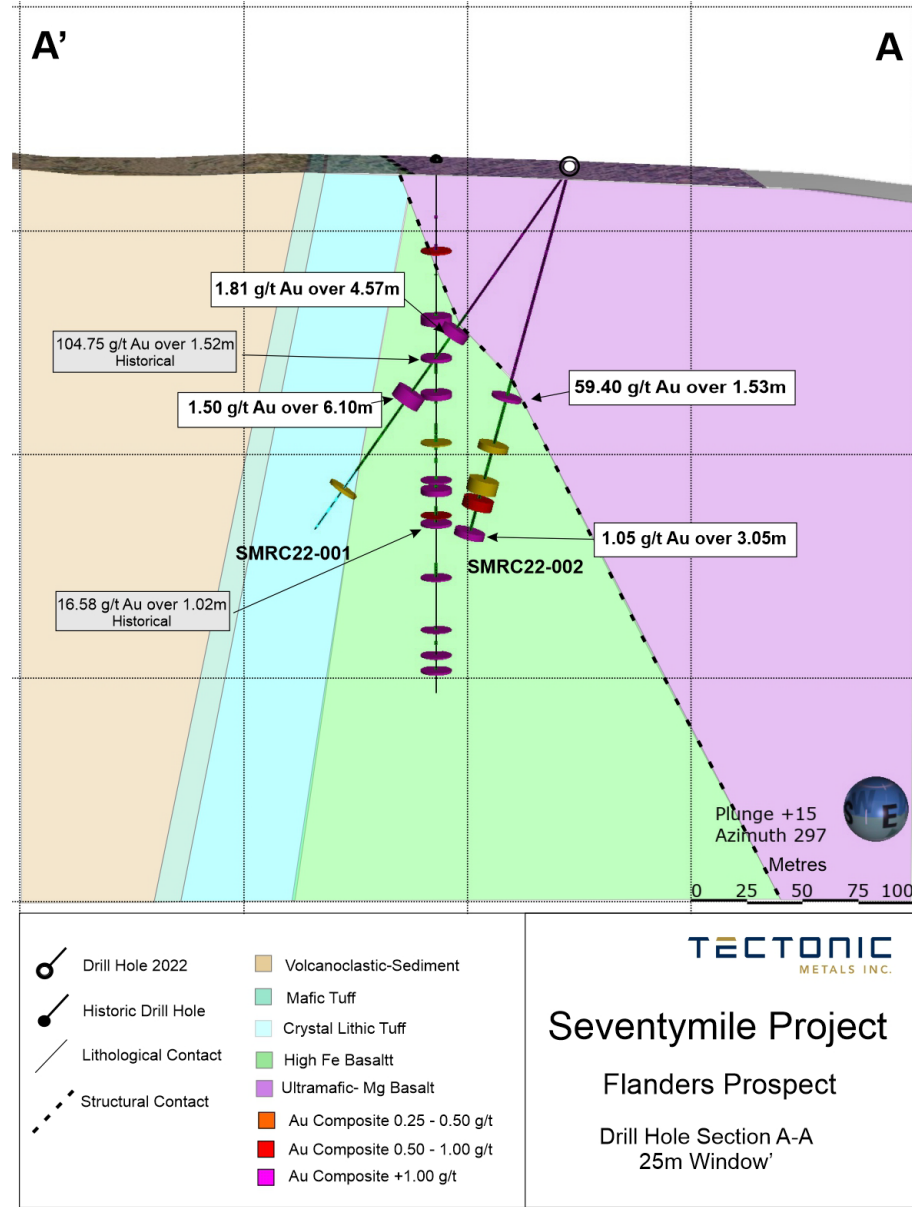 A’
A
1.81 g/t Au over 4.57m
104.75 g/t Au over 1.52m
Historical
1.50 g/t Au over 6.10m
59.40 g/t Au over 1.53m
SMRC22-001
SMRC22-002
1.05 g/t Au over 3.05m
16.58 g/t Au over 1.02m
Historical
Plunge +15
Azimuth 297
S
E
Metres
0 25 50 75 100
Drill Hole 2022
Historic Drill Hole
Lithological Contact
Structural Contact
Volcanoclastic-Sediment
Mafic Tuff
Crystal Lithic Tuff
High Fe Basaltt
Ultramafic- Mg Basalt
Au Composite 0.25 - 0.50 g/t
Au Composite 0.50 - 1.00 g/t
Au Composite +1.00 g/t
TECTONIC
METALS INC.
Seventymile Project
Flanders Prospect
Drill Hole Section A-A
25m Window’